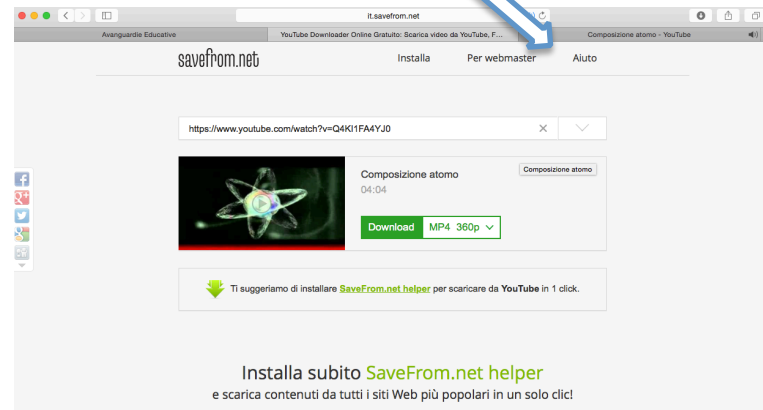 it.savefrom.net
Avanguardie Educative
YouTube Downloader Online Gratuito: Scarica video da YouTube, F...
Composizione atomo - YouTube
savefrom.net
Installa
Per webmaster
Aiuto
https://www.youtube.com/watch?v=Q4KI1FA4YJ0
Composizione atomo
Composizione atomo
04:04
Download MP4 360p
Ti suggeriamo di installare SaveFrom.net helper per scaricare da YouTube in 1 click.
Installa subito SaveFrom.net helper
e scarica contenuti da tutti i siti Web più popolari in un solo clic!